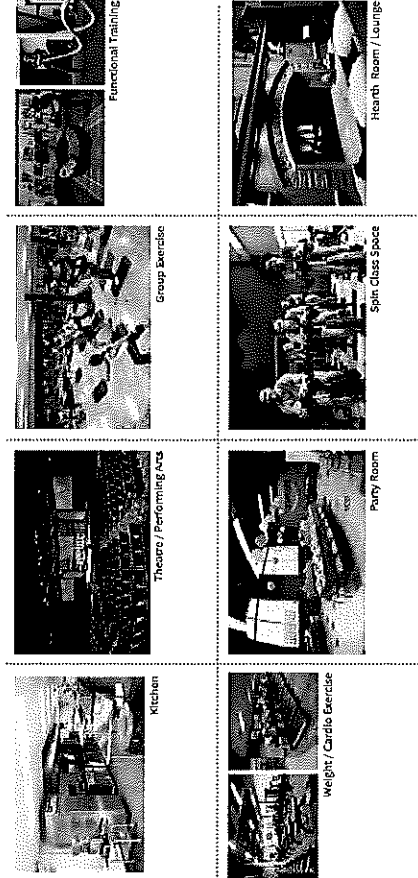 Kitchen
Theatre / Performing Arts
Group Exercise
Functional Training
Weight / Cardio Exercise
Party Room
Spin Class Space
Hearth Room / Lounge